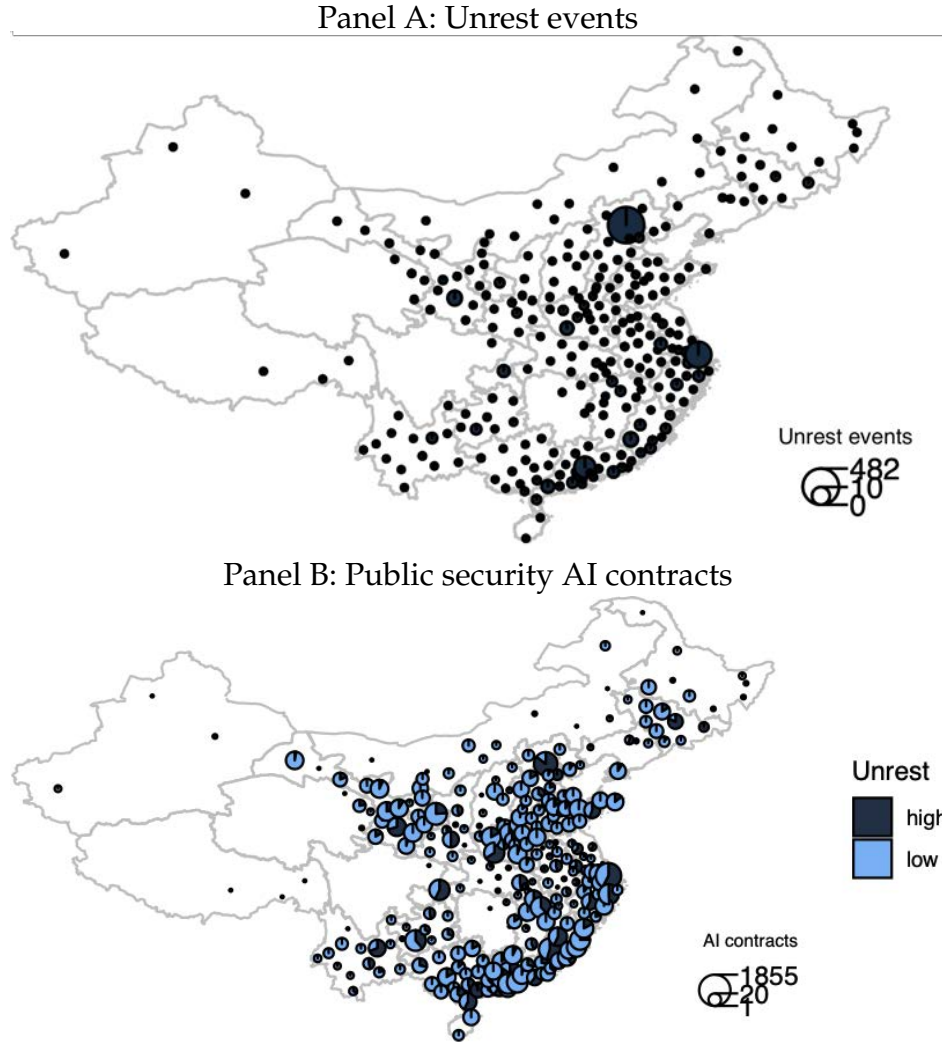 Panel A: Unrest events
Unrest events
482
10
0
Panel B: Public security AI contracts
Unrest
high
low
AI contracts
1855
20
1